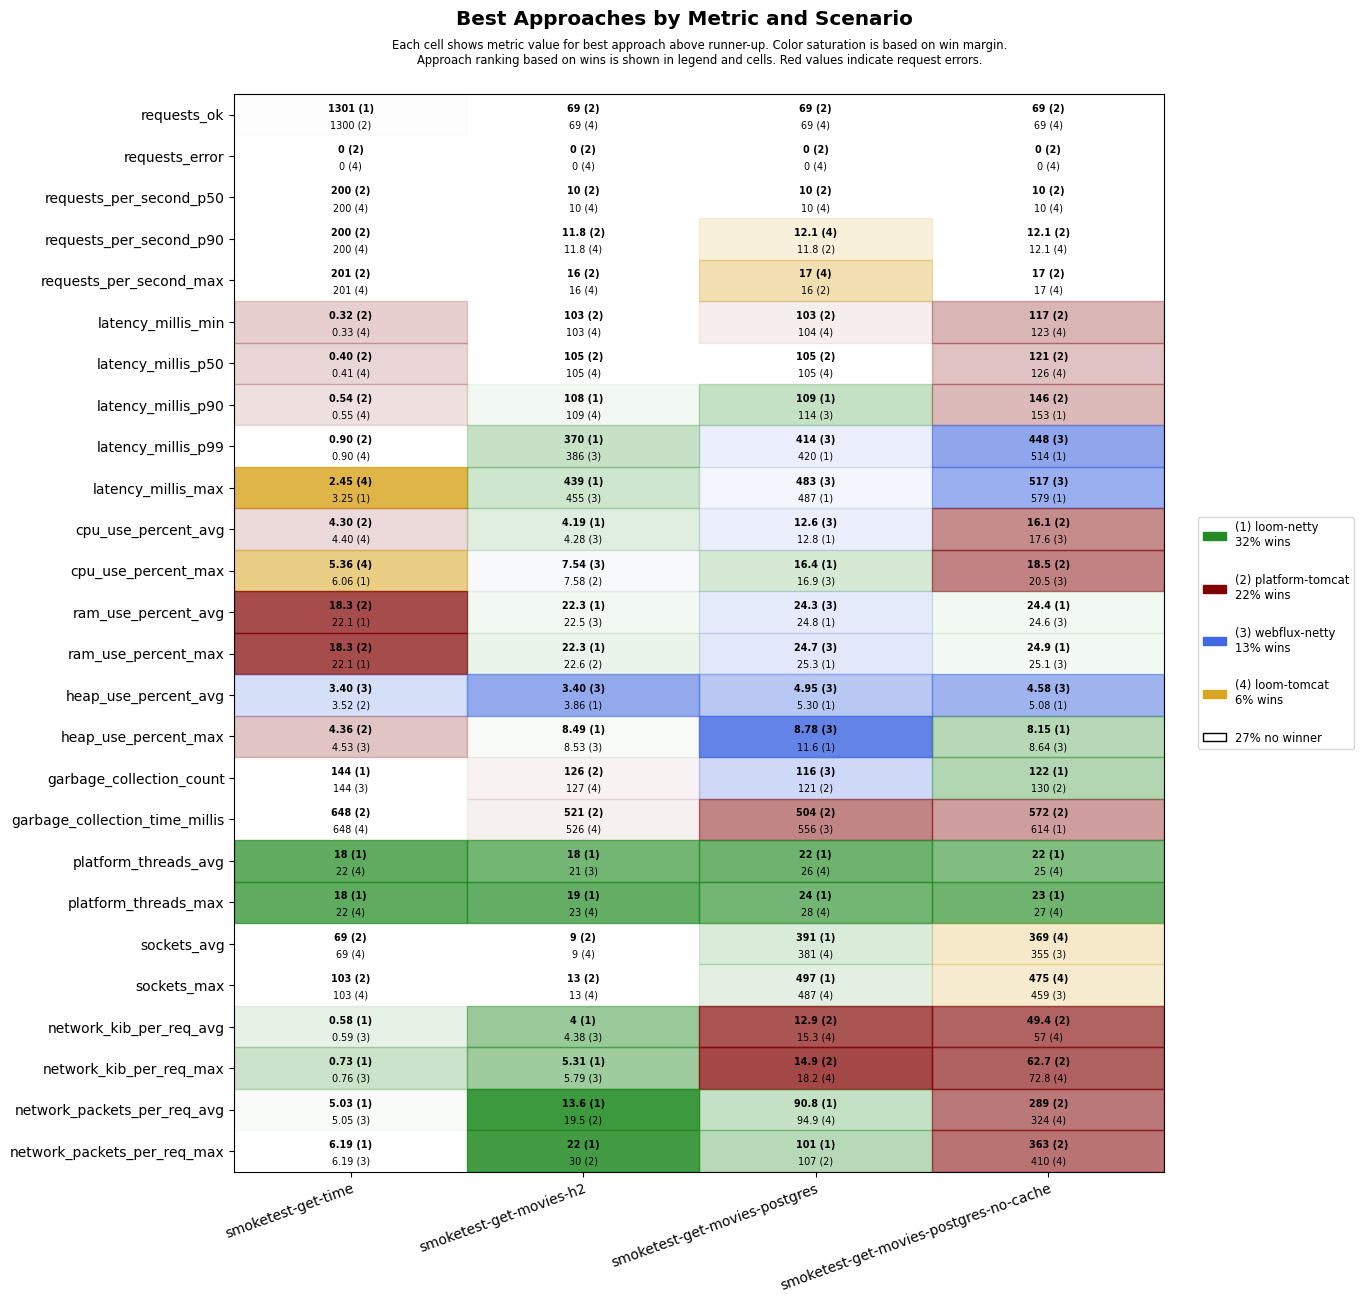 Best Approaches by Metric and Scenario
Each cell shows metric value for best approach above runner-up. Color saturation is based on win margin.
Approach ranking based on wins is shown in legend and cells. Red values indicate request errors.
requests_ok
1301 (1) 69 (2) 69 (2) 69 (2)
1300 (2) 69 (4) 69 (4) 69 (4)
requests_error
0 (2) 0 (2) 0 (2) 0 (2)
0 (4) 0 (4) 0 (4) 0 (4)
requests_per_second_p50
200 (2) 10 (2) 10 (2) 10 (2)
200 (4) 10 (4) 10 (4) 10 (4)
requests_per_second_p90
200 (2) 11.8 (2) 12.1 (4) 12.1 (2)
200 (4) 11.8 (4) 11.8 (2) 12.1 (4)
requests_per_second_max
201 (2) 16 (2) 17 (4) 17 (2)
201 (4) 16 (4) 16 (2) 17 (4)
latency_millis_min
0.32 (2) 103 (2) 103 (2) 117 (2)
0.33 (4) 103 (4) 104 (4) 123 (4)
latency_millis_p50
0.40 (2) 105 (2) 105 (2) 121 (2)
0.41 (4) 105 (4) 105 (4) 126 (4)
latency_millis_p90
0.54 (2) 108 (1) 109 (1) 146 (2)
0.55 (4) 109 (4) 114 (3) 153 (1)
latency_millis_p99
0.90 (2) 370 (1) 414 (3) 448 (3)
0.90 (4) 386 (3) 420 (1) 514 (1)
latency_millis_max
2.45 (4) 439 (1) 483 (3) 517 (3)
3.25 (1) 455 (3) 487 (1) 579 (1)
cpu_use_percent_avg
4.30 (2) 4.19 (1) 12.6 (3) 16.1 (2)
4.40 (4) 4.28 (3) 12.8 (1) 17.6 (3)
cpu_use_percent_max
5.36 (4) 7.54 (3) 16.4 (1) 18.5 (2)
6.06 (1) 7.58 (2) 16.9 (3) 20.5 (3)
ram_use_percent_avg
18.3 (2) 22.3 (1) 24.3 (3) 24.4 (1)
22.1 (1) 22.5 (3) 24.8 (1) 24.6 (3)
ram_use_percent_max
18.3 (2) 22.3 (1) 24.7 (3) 24.9 (1)
22.1 (1) 22.6 (2) 25.3 (1) 25.1 (3)
heap_use_percent_avg
3.40 (3) 3.40 (3) 4.95 (3) 4.58 (3)
3.52 (2) 3.86 (1) 5.30 (1) 5.08 (1)
heap_use_percent_max
4.36 (2) 8.49 (1) 8.78 (3) 8.15 (1)
4.53 (3) 8.53 (3) 11.6 (1) 8.64 (3)
garbage_collection_count
144 (1) 126 (2) 116 (3) 122 (1)
144 (3) 127 (4) 121 (2) 130 (2)
garbage_collection_time_millis
648 (2) 521 (2) 504 (2) 572 (2)
648 (4) 526 (4) 556 (3) 614 (1)
platform_threads_avg
18 (1) 18 (1) 22 (1) 22 (1)
22 (4) 21 (3) 26 (4) 25 (4)
platform_threads_max
18 (1) 19 (1) 24 (1) 23 (1)
22 (4) 23 (4) 28 (4) 27 (4)
sockets_avg
69 (2) 9 (2) 391 (1) 369 (4)
69 (4) 9 (4) 381 (4) 355 (3)
sockets_max
103 (2) 13 (2) 497 (1) 475 (4)
103 (4) 13 (4) 487 (4) 459 (3)
network_kib_per_req_avg
0.58 (1) 4 (1) 12.9 (2) 49.4 (2)
0.59 (3) 4.38 (3) 15.3 (4) 57 (4)
network_kib_per_req_max
0.73 (1) 5.31 (1) 14.9 (2) 62.7 (2)
0.76 (3) 5.79 (3) 18.2 (4) 72.8 (4)
network_packets_per_req_avg
5.03 (1) 13.6 (1) 90.8 (1) 289 (2)
5.05 (3) 19.5 (2) 94.9 (4) 324 (4)
network_packets_per_req_max
6.19 (1) 22 (1) 101 (1) 363 (2)
6.19 (3) 30 (2) 107 (2) 410 (4)
smoketest-get-time
smoketest-get-movies-h2
smoketest-get-movies-postgres
smoketest-get-movies-postgres-no-cache
(1) loom-netty
32% wins
(2) platform-tomcat
22% wins
(3) webflux-netty
13% wins
(4) loom-tomcat
6% wins
27% no winner